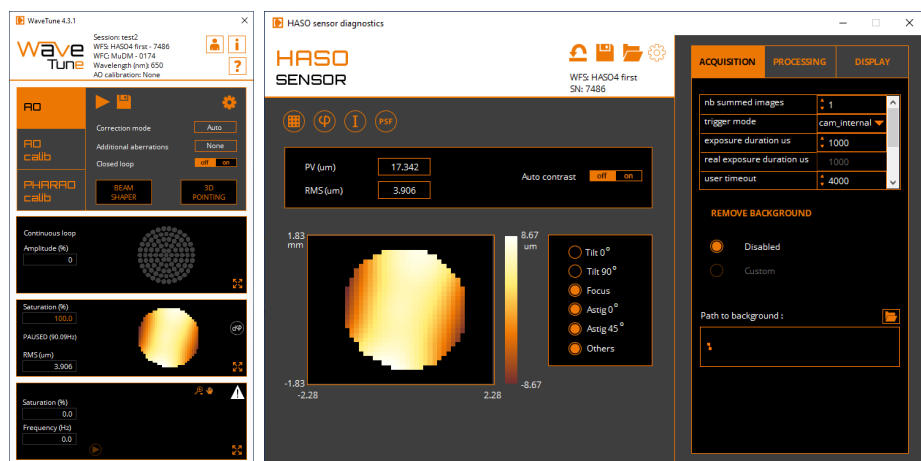 WaveTune 4.3.1
Wave
Tune
Session: test2
WFS: HASO4 first - 7486
WFC: MuDM - 0174
Wavelength (nm): 650
AO calibration: None
i
?
AO
AO
calib
PHARAO
calib
Correction mode
Auto
Additional aberrations
None
Closed loop
off on
BEAM
SHAPER
3D
POINTING
Continuous loop
Amplitude (%)
0
Saturation (%)
100.0
PAUSED (90.09Hz)
RMS (um)
3.906
dφ
Saturation (%)
0.0
Frequency (Hz)
0.0
HASO sensor diagnostics
HASO
SENSOR
WFS: HASO4 first
SN: 7486
φ
I
PSF
PV (um)
17.342
RMS (um)
3.906
Auto contrast
off on
1.83
mm
-1.83
-2.28
2.28
8.67
um
-8.67
Tilt 0°
Tilt 90°
Focus
Astig 0°
Astig 45°
Others
ACQUISITION
PROCESSING
DISPLAY
nb summed images
1
trigger mode
cam_internal
exposure duration us
1000
real exposure duration us
1000
user timeout
4000
REMOVE BACKGROUND
Disabled
Custom
Path to background :